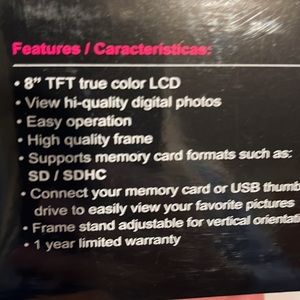 Features / Características:
• 8" TFT true color LCD
• View hi-quality digital photos
• Easy operation
• High quality frame
• Supports memory card formats such as:
SD / SDHC
• Connect your memory card or USB thumb
drive to easily view your favorite pictures
• Frame stand adjustable for vertical orientati
• 1 year limited warranty